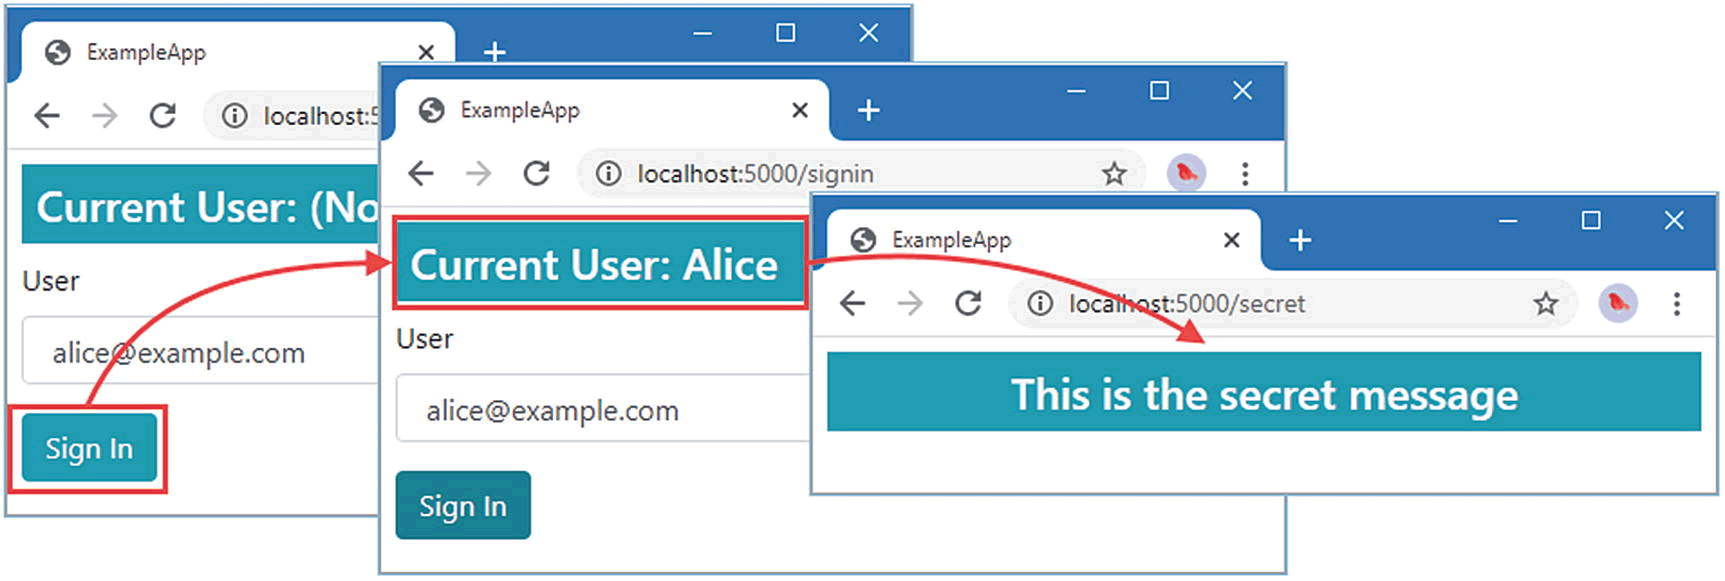 ExampleApp
localhost:5
Current User: (No
User
alice@example.com
Sign In
ExampleApp
localhost:5000/signin
Current User: Alice
User
alice@example.com
Sign In
ExampleApp
localhost:5000/secret
This is the secret message